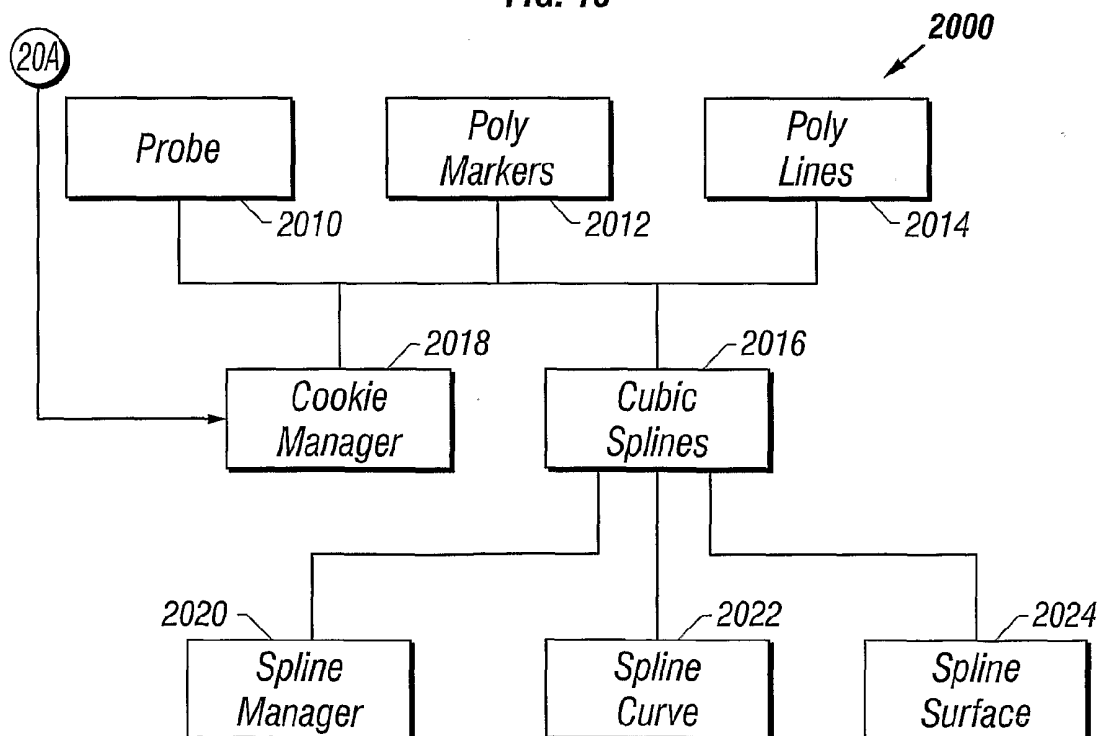 2000
20A
Probe
Poly
Markers
Poly
Lines
2010
2012
2014
2018
2016
Cookie
Manager
Cubic
Splines
2020
2022
2024
Spline
Manager
Spline
Curve
Spline
Surface